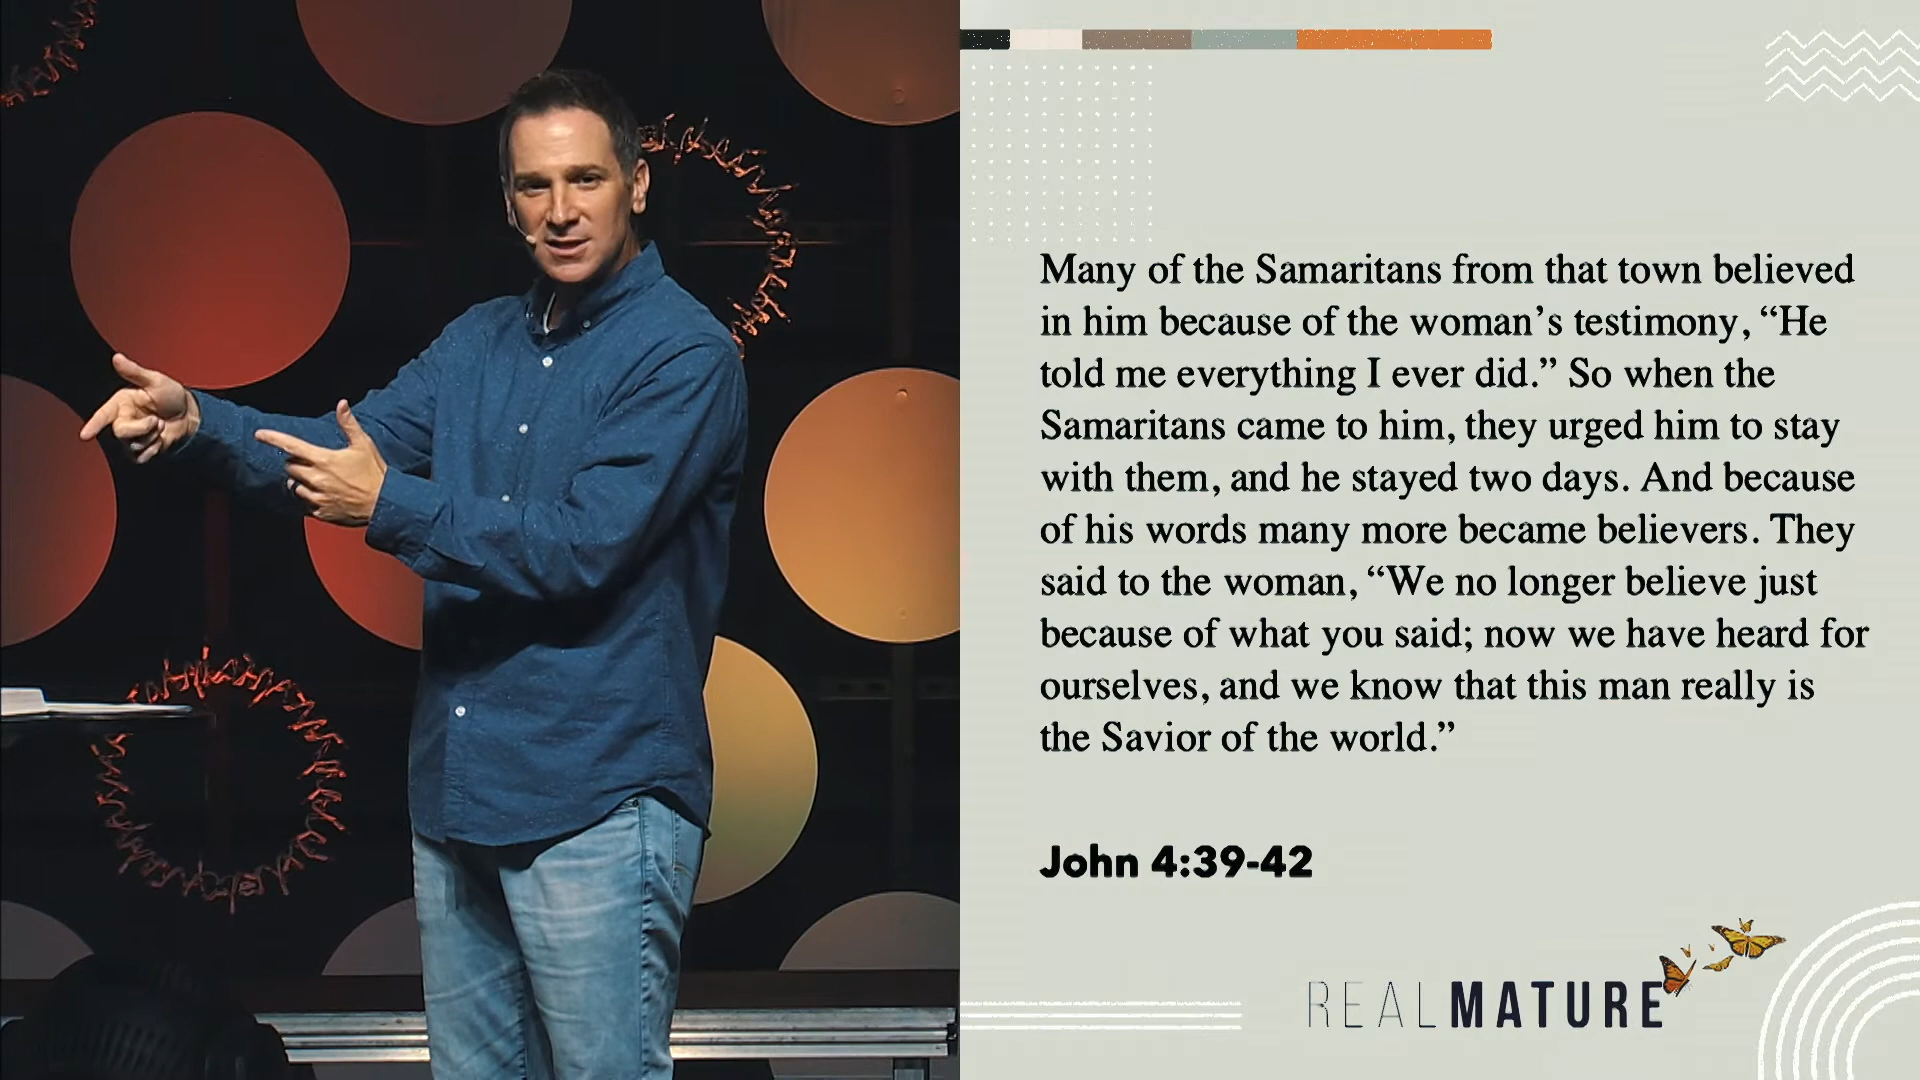 Many of the Samaritans from that town believed
in him because of the woman’s testimony, “He
told me everything I ever did.” So when the
Samaritans came to him, they urged him to stay
with them, and he stayed two days. And because
of his words many more became believers. They
said to the woman, “We no longer believe just
because of what you said; now we have heard for
ourselves, and we know that this man really is
the Savior of the world.”
John 4:39-42
REALMATURE